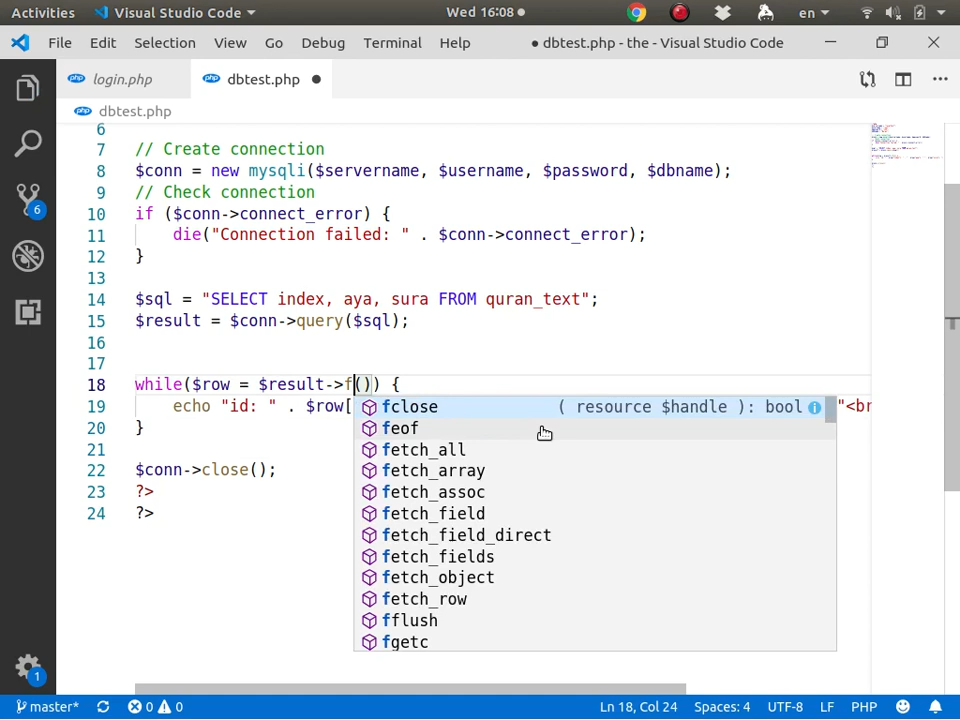 Activities Visual Studio Code Wed 16:08 en
File Edit Selection View Go Debug Terminal Help ● dbtest.php - the - Visual Studio Code
php login.php php dbtest.php
php dbtest.php
6
7 // Create connection
8 $conn = new mysqli($servername, $username, $password, $dbname);
9 // Check connection
10 if ($conn->connect_error) {
11 die("Connection failed: " . $conn->connect_error);
12 }
13
14 $sql = "SELECT index, aya, sura FROM quran_text";
15 $result = $conn->query($sql);
16
17
18 while($row = $result->f()) {
19 echo "id: " . $row[ "<br
20 }
21
22 $conn->close();
23 ?>
24 ?>
fclose ( resource $handle ): bool
feof
fetch_all
fetch_array
fetch_assoc
fetch_field
fetch_field_direct
fetch_fields
fetch_object
fetch_row
fflush
fgetc
6
1
master* 0 0 Ln 18, Col 24 Spaces: 4 UTF-8 LF PHP